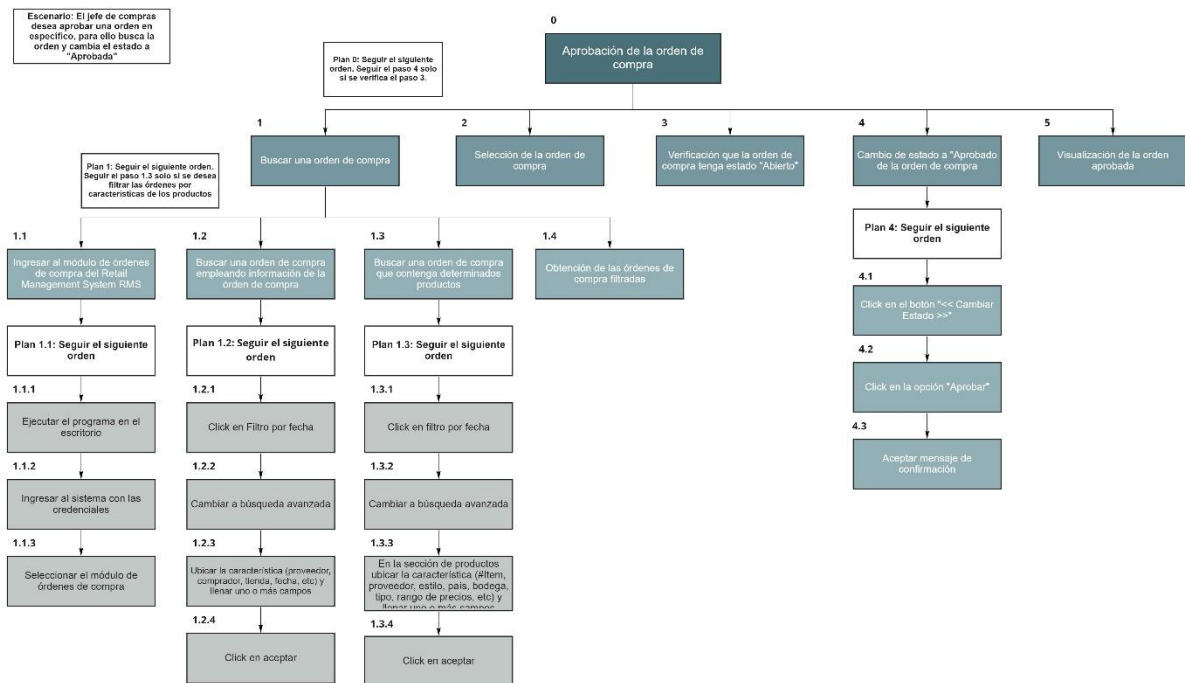 Escenario: El jefe de compras
desea aprobar una orden en
específico, para ello busca la
orden y cambia el estado a
"Aprobada"
0
Aprobación de la orden de
compra
Plan 0: Seguir el siguiente
orden. Seguir el paso 4 solo
si se verifica el paso 3.
1
Buscar una orden de compra
2
Selección de la orden de
compra
3
Verificación que la orden de
compra tenga estado "Abierto"
4
Cambio de estado a "Aprobado
de la orden de compra
5
Visualización de la orden
aprobada
Plan 1: Seguir el siguiente orden.
Seguir el paso 1.3 solo si se desea
filtrar las órdenes por
características de los productos
1.1
Ingresar al módulo de órdenes
de compra del Retail
Management System RMS
1.2
Buscar una orden de compra
empleando información de la
órden de compra
1.3
Buscar una orden de compra
que contenga determinados
productos
1.4
Obtención de las órdenes de
compra filtradas
Plan 4: Seguir el siguiente
orden
4.1
Click en el botón "<< Cambiar
Estado >>"
4.2
Click en la opción "Aprobar"
4.3
Aceptar mensaje de
confirmación
Plan 1.1: Seguir el siguiente
orden
1.1.1
Ejecutar el programa en el
escritorio
1.1.2
Ingresar al sistema con las
credenciales
1.1.3
Seleccionar el módulo de
órdenes de compra
Plan 1.2: Seguir el siguiente
orden
1.2.1
Click en Filtro por fecha
1.2.2
Cambiar a búsqueda avanzada
1.2.3
Ubicar la característica (proveedor,
comprador, tienda, fecha, etc) y
llenar uno o más campos
1.2.4
Click en aceptar
Plan 1.3: Seguir el siguiente
orden
1.3.1
Click en filtro por fecha
1.3.2
Cambiar a búsqueda avanzada
1.3.3
En la sección de productos
ubicar la característica (#Item,
proveedor, estilo, país, bodega,
tipo, rango de precios, etc) y
llenar uno o más campos
1.3.4
Click en aceptar